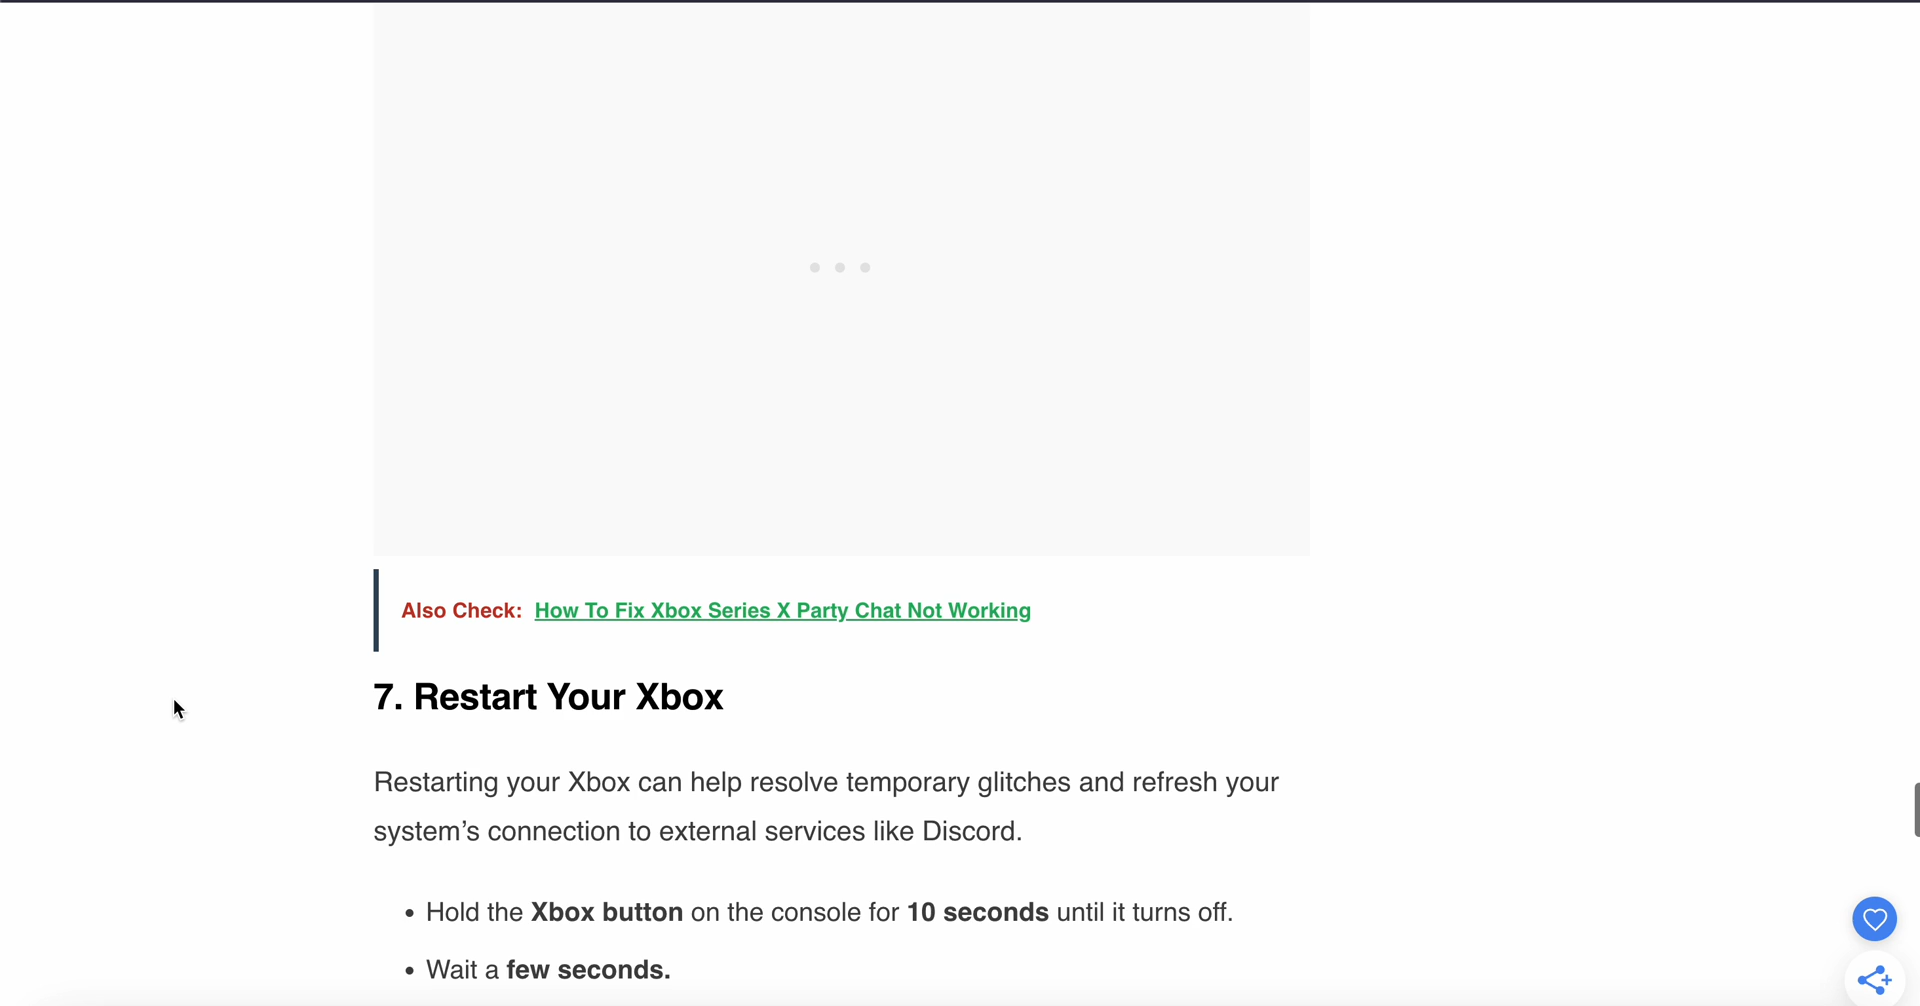 Also Check: How To Fix Xbox Series X Party Chat Not Working
7. Restart Your Xbox
Restarting your Xbox can help resolve temporary glitches and refresh your
system’s connection to external services like Discord.
• Hold the Xbox button on the console for 10 seconds until it turns off.
• Wait a few seconds.